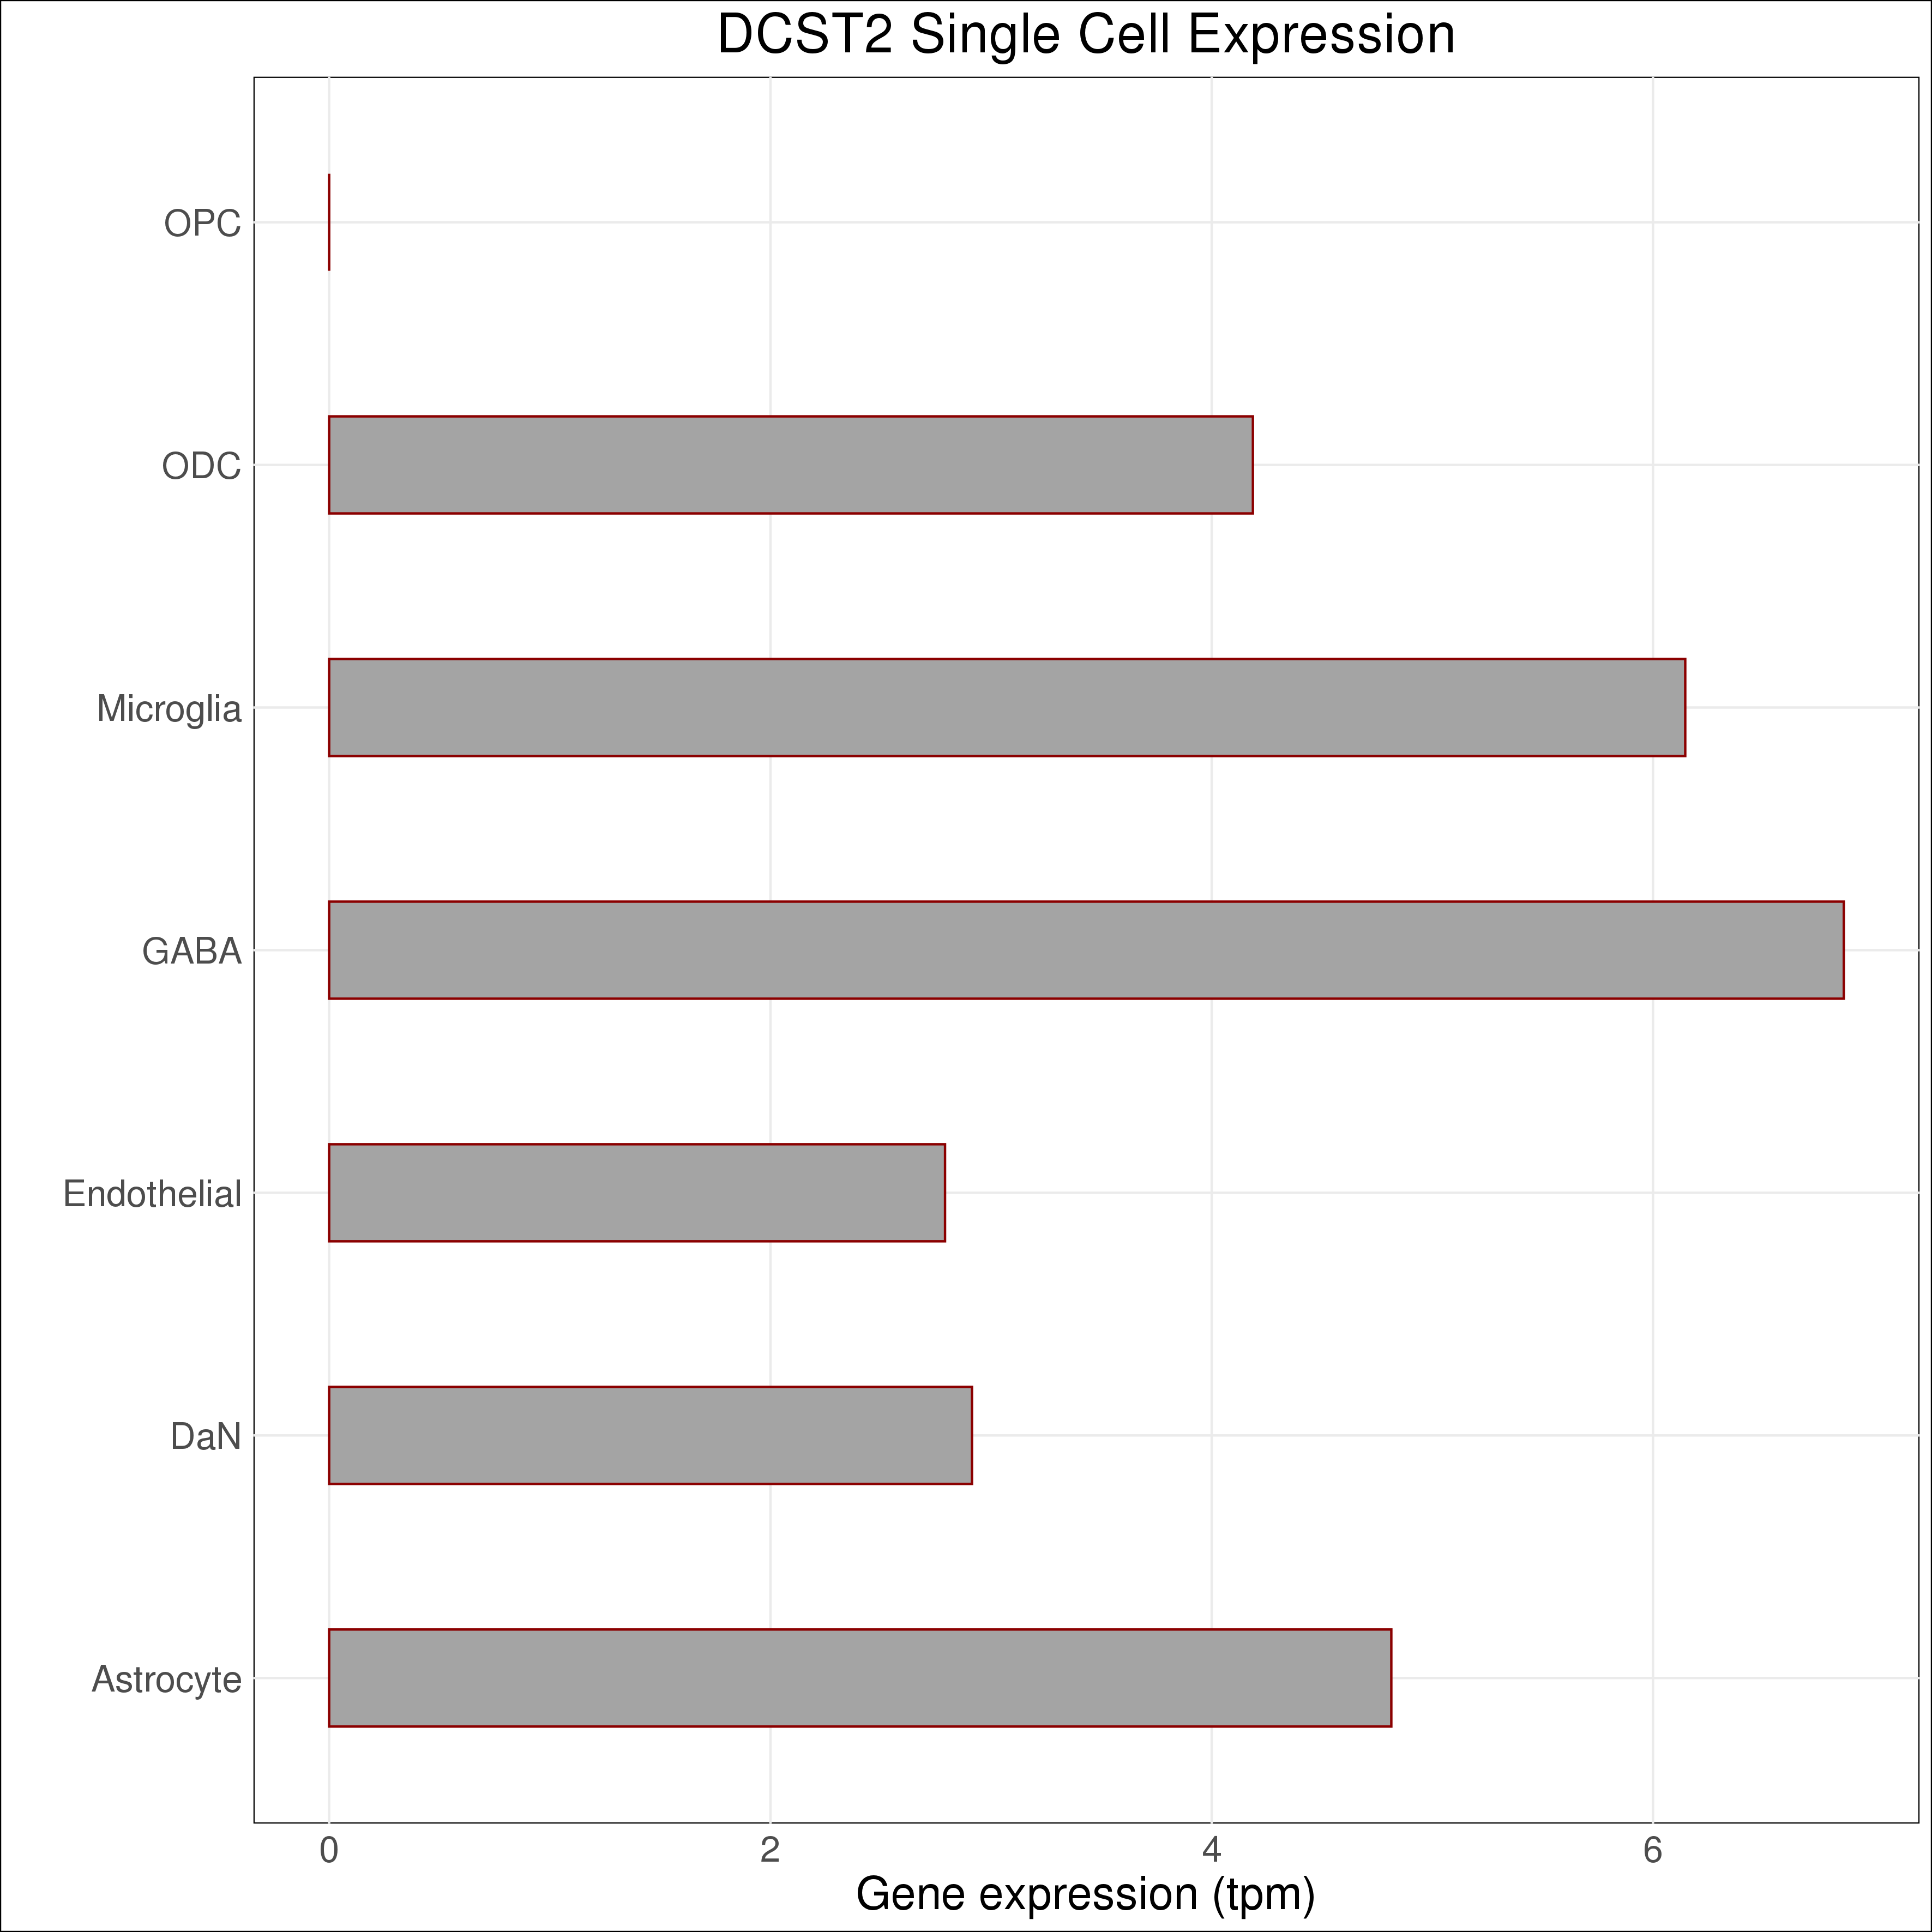 DCST2 Single Cell Expression
OPC
ODC
Microglia
GABA
Endothelial
DaN
Astrocyte
0 2 4 6
Gene expression (tpm)